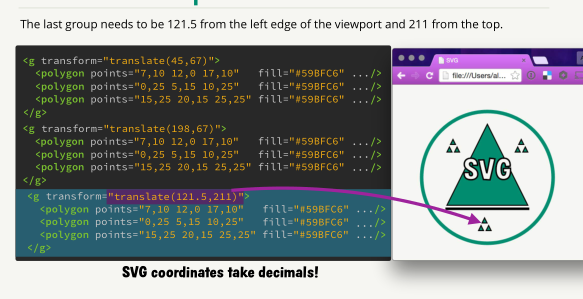 The last group needs to be 121.5 from the left edge of the viewport and 211 from the top.
<g transform="translate(45,67)">
<polygon points="7,10 12,0 17,10" fill="#59BFC6" .../>
<polygon points="0,25 5,15 10,25" fill="#59BFC6" .../>
<polygon points="15,25 20,15 25,25" fill="#59BFC6" .../>
</g>
<g transform="translate(198,67)">
<polygon points="7,10 12,0 17,10" fill="#59BFC6" .../>
<polygon points="0,25 5,15 10,25" fill="#59BFC6" .../>
<polygon points="15,25 20,15 25,25" fill="#59BFC6" .../>
</g>
<g transform="translate(121.5,211)">
<polygon points="7,10 12,0 17,10" fill="#59BFC6" .../>
<polygon points="0,25 5,15 10,25" fill="#59BFC6" .../>
<polygon points="15,25 20,15 25,25" fill="#59BFC6" .../>
</g>
SVG
file:///Users/al...
SVG
SVG coordinates take decimals!